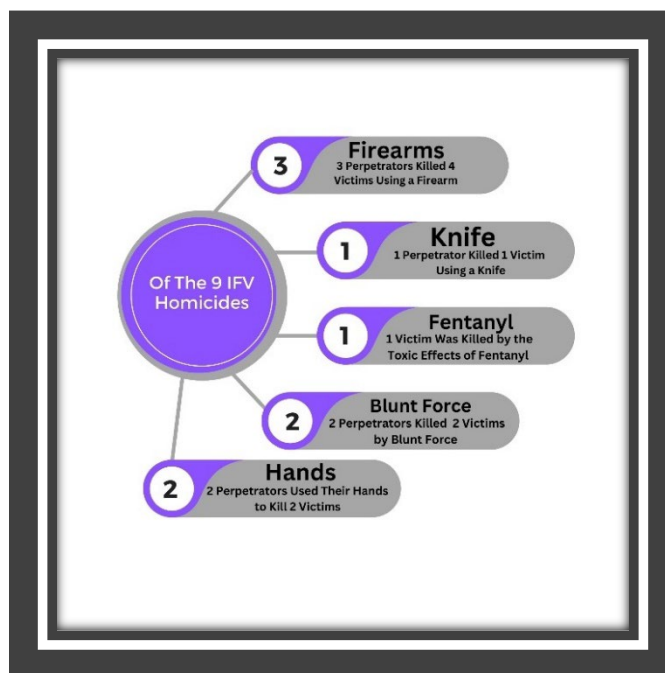 3
Firearms
3 Perpetrators Killed 4
Victims Using a Firearm
1
Knife
1 Perpetrator Killed 1 Victim
Using a Knife
Of The 9 IFV
Homicides
1
Fentanyl
1 Victim Was Killed by the
Toxic Effects of Fentanyl
2
Blunt Force
2 Perpetrators Killed 2 Victims
by Blunt Force
2
Hands
2 Perpetrators Used Their Hands
to Kill 2 Victims